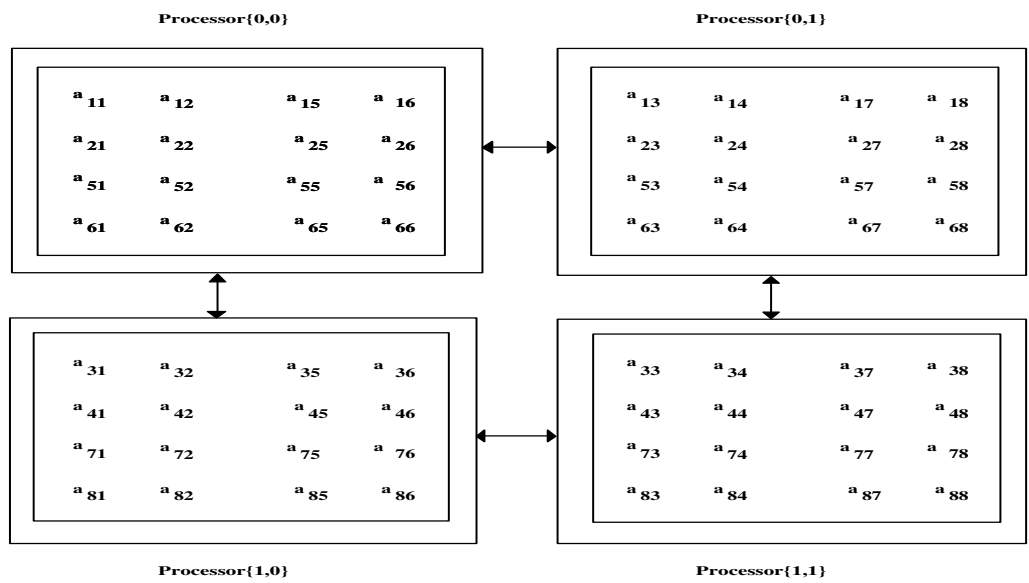 Processor{0,0} Processor{0,1}
a 11 a 12 a 15 a 16 a 13 a 14 a 17 a 18
a 21 a 22 a 25 a 26 a 23 a 24 a 27 a 28
a 51 a 52 a 55 a 56 a 53 a 54 a 57 a 58
a 61 a 62 a 65 a 66 a 63 a 64 a 67 a 68
a 31 a 32 a 35 a 36 a 33 a 34 a 37 a 38
a 41 a 42 a 45 a 46 a 43 a 44 a 47 a 48
a 71 a 72 a 75 a 76 a 73 a 74 a 77 a 78
a 81 a 82 a 85 a 86 a 83 a 84 a 87 a 88
Processor{1,0} Processor{1,1}